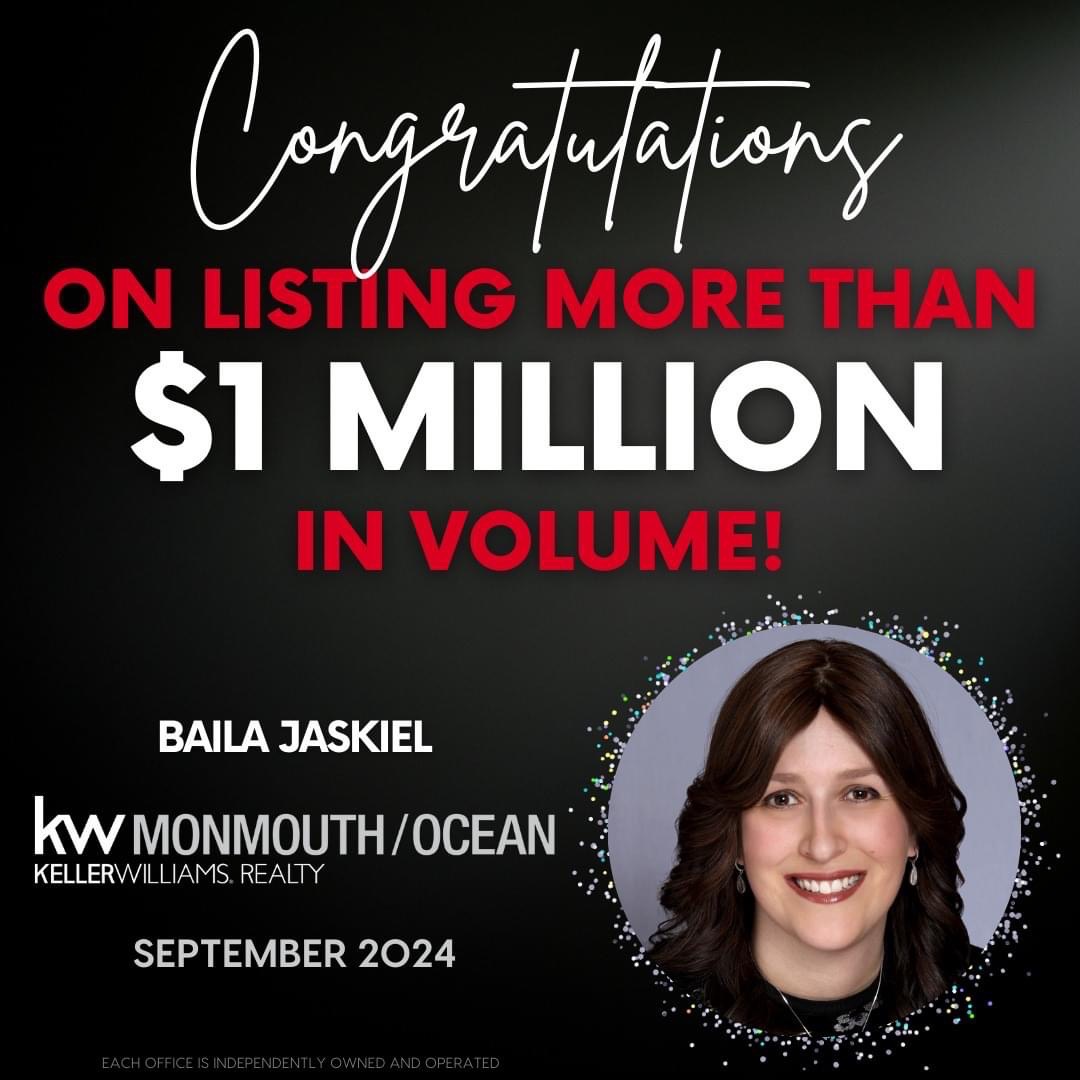 Congratulations
ON LISTING MORE THAN
$1 MILLION
IN VOLUME!
BAILA JASKIEL
kw MONMOUTH/OCEAN
KELLERWILLIAMS. REALTY
SEPTEMBER 2024
EACH OFFICE IS INDEPENDENTLY OWNED AND OPERATED